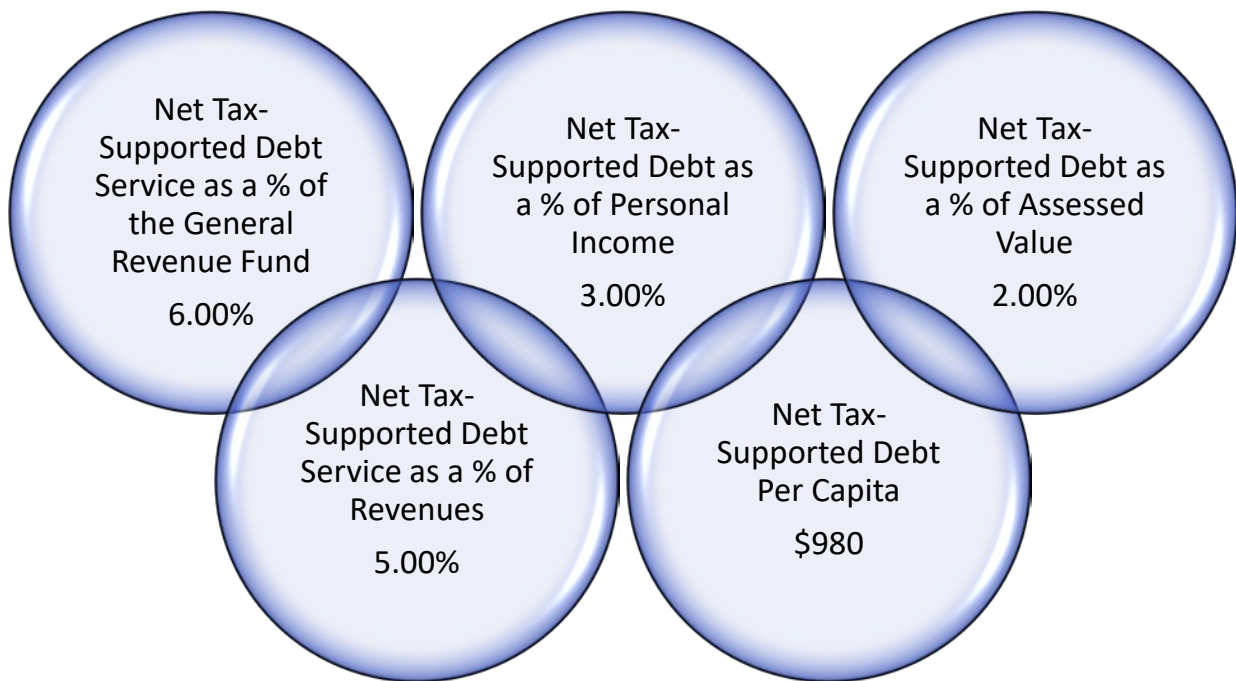 Net Tax-
Supported Debt
Service as a % of
the General
Revenue Fund
6.00%
Net Tax-
Supported Debt as
a % of Personal
Income
3.00%
Net Tax-
Supported Debt as
a % of Assessed
Value
2.00%
Net Tax-
Supported Debt
Service as a % of
Revenues
5.00%
Net Tax-
Supported Debt
Per Capita
$980